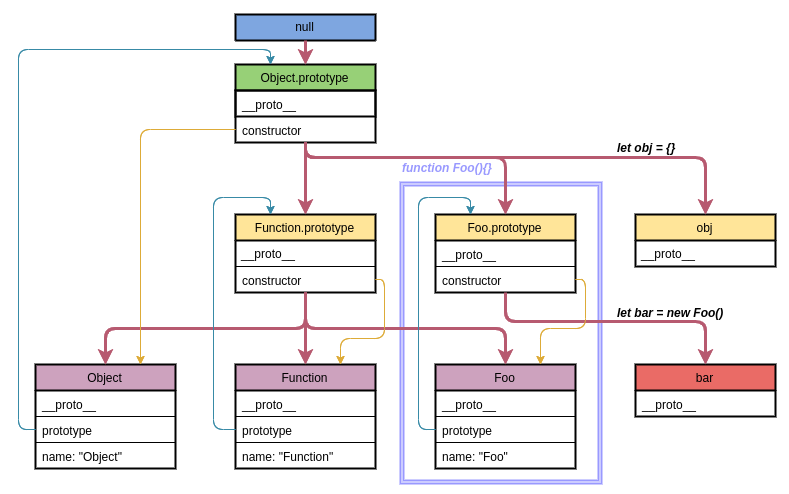 null
Object.prototype
__proto__
constructor
let obj = {}
function Foo(){}
Function.prototype
__proto__
constructor
Foo.prototype
__proto__
constructor
obj
__proto__
let bar = new Foo()
Object
__proto__
prototype
name: "Object"
Function
__proto__
prototype
name: "Function"
Foo
__proto__
prototype
name: "Foo"
bar
__proto__